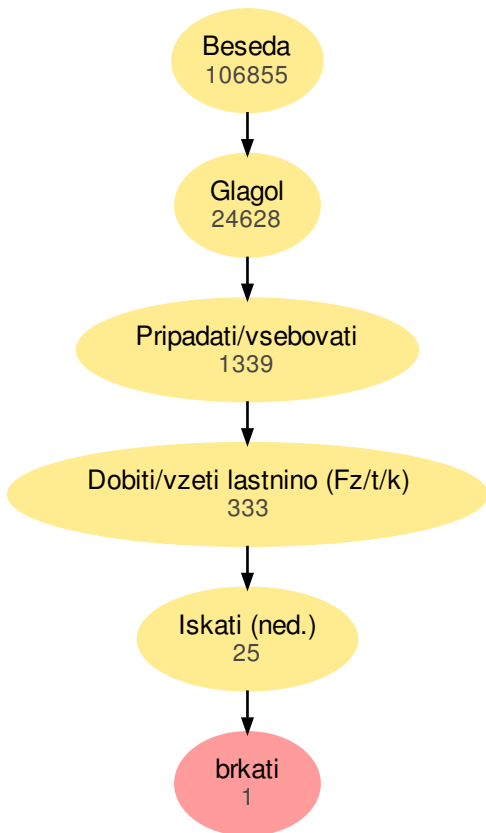 Beseda
106855
Glagol
24628
Pripadati/vsebovati
1339
Dobiti/vzeti lastnino (Fz/t/k)
333
Iskati (ned.)
25
brkati
1